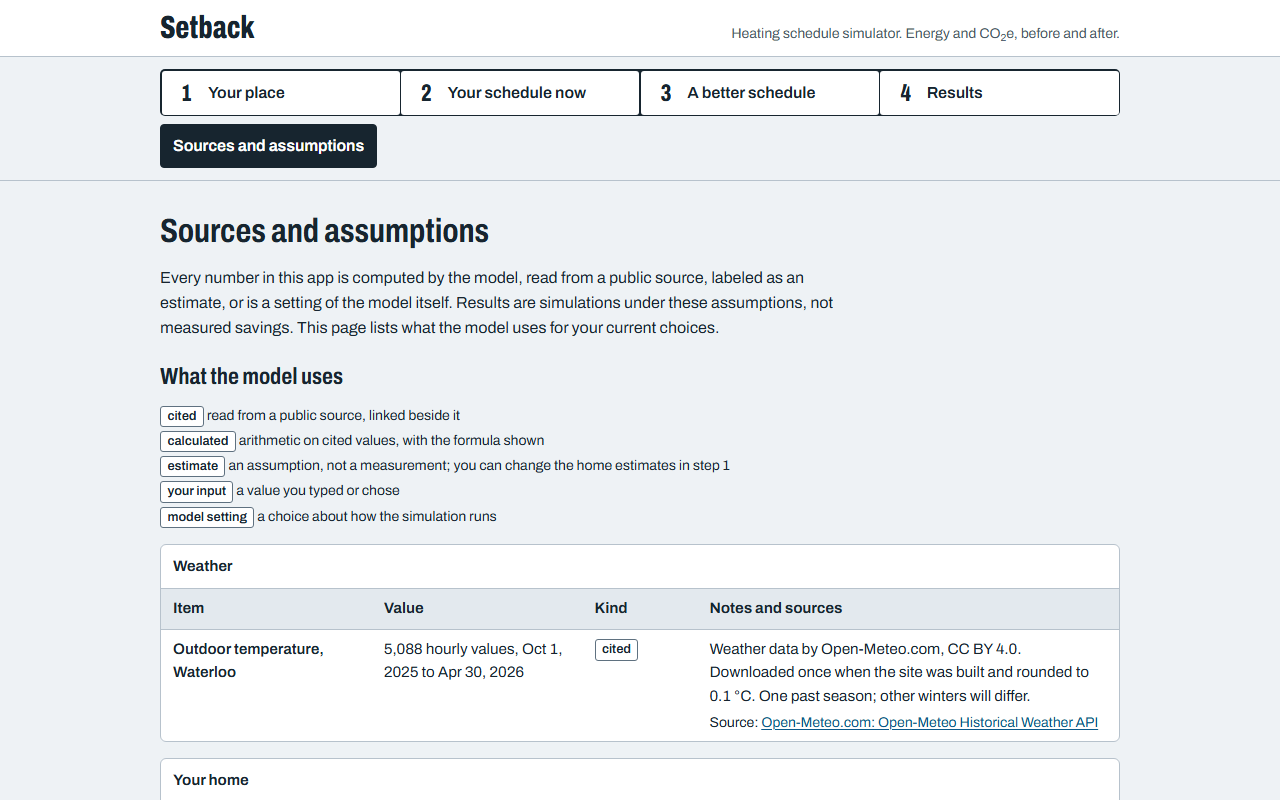 Setback
Heating schedule simulator. Energy and CO2e, before and after.
1 Your place
2 Your schedule now
3 A better schedule
4 Results
Sources and assumptions
Sources and assumptions
Every number in this app is computed by the model, read from a public source, labeled as an
estimate, or is a setting of the model itself. Results are simulations under these assumptions, not
measured savings. This page lists what the model uses for your current choices.
What the model uses
cited read from a public source, linked beside it
calculated arithmetic on cited values, with the formula shown
estimate an assumption, not a measurement; you can change the home estimates in step 1
your input a value you typed or chose
model setting a choice about how the simulation runs
Weather
Item Value Kind Notes and sources
Outdoor temperature, Waterloo
5,088 hourly values, Oct 1,
2025 to Apr 30, 2026
cited
Weather data by Open-Meteo.com, CC BY 4.0.
Downloaded once when the site was built and rounded to
0.1 °C. One past season; other winters will differ.
Source: Open-Meteo.com: Open-Meteo Historical Weather API
Your home